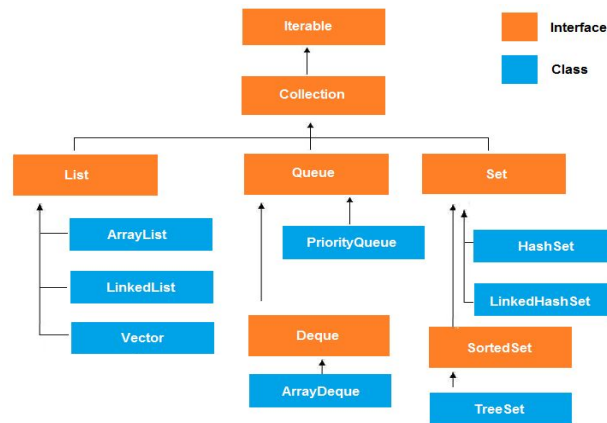 Iterable
Interface
Class
Collection
List
Queue
Set
ArrayList
PriorityQueue
HashSet
LinkedList
LinkedHashSet
Vector
Deque
SortedSet
ArrayDeque
TreeSet